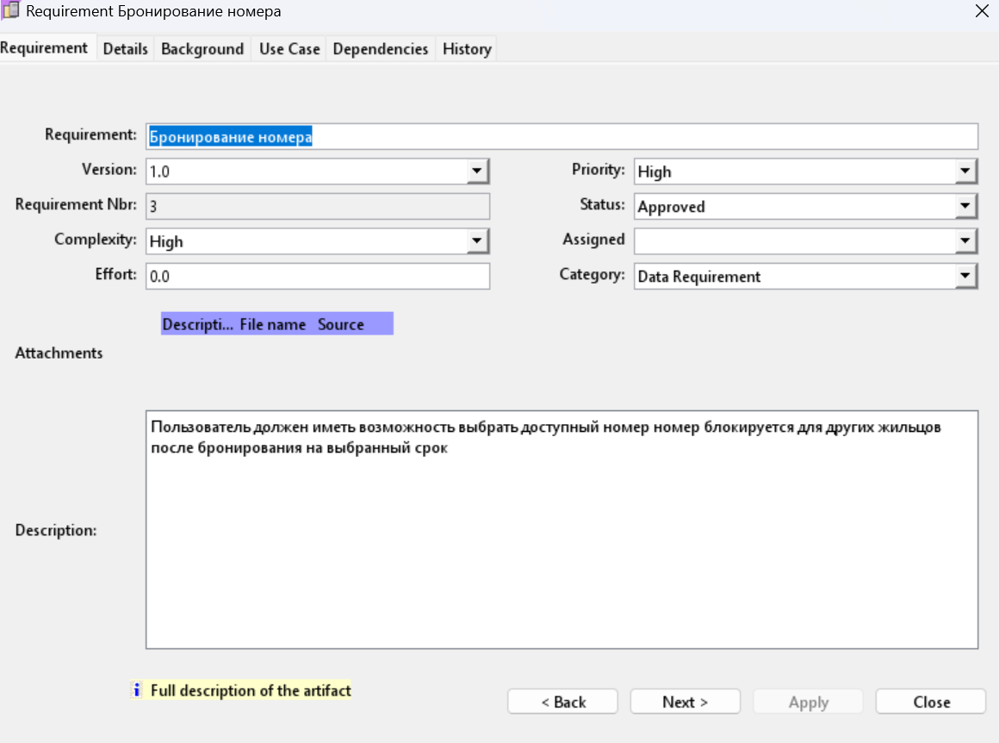 Requirement Бронирование номера
Requirement Details Background Use Case Dependencies History
Requirement: Бронирование номера
Version: 1.0 Priority: High
Requirement Nbr: 3 Status: Approved
Complexity: High Assigned
Effort: 0.0 Category: Data Requirement
Descripti... File name Source
Attachments
Пользователь должен иметь возможность выбрать доступный номер номер блокируется для других жильцов
после бронирования на выбранный срок
Description:
i Full description of the artifact
< Back Next > Apply Close